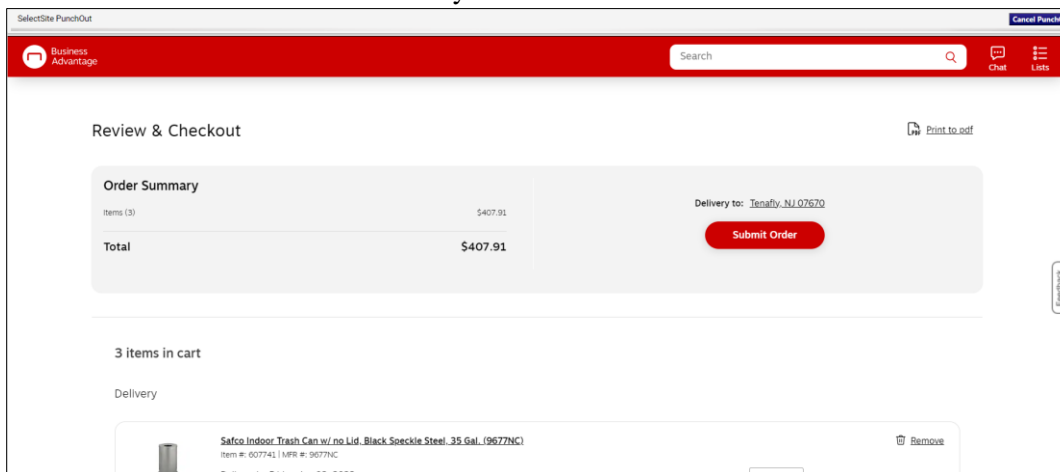 SelectSite PunchOut
Cancel Punch
Business
Advantage
Search
Chat
Lists
Review & Checkout
Print to pdf
Order Summary
Items (3)
$407.91
Total
$407.91
Delivery to: Tenafly, NJ 07670
Submit Order
Feedback
3 items in cart
Delivery
Safco Indoor Trash Can w/ no Lid, Black Speckle Steel, 35 Gal. (9677NC)
Item #: 607741 | MFR #: 9677NC
Remove